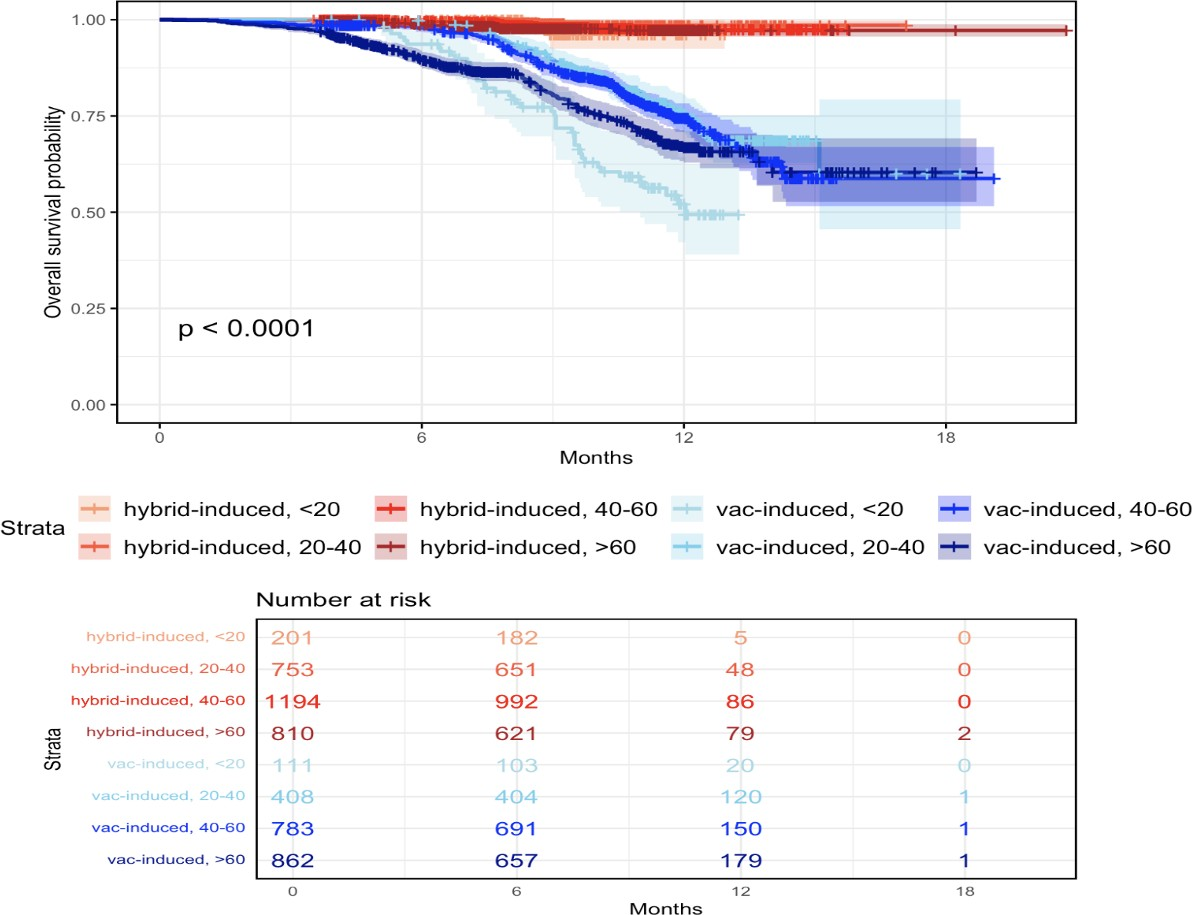 1.00
0.75
0.50
0.25
0.00
Overall survival probability
p < 0.0001
0 6 12 18
Months
Strata
hybrid-induced, <20 hybrid-induced, 40-60 vac-induced, <20 vac-induced, 40-60
hybrid-induced, 20-40 hybrid-induced, >60 vac-induced, 20-40 vac-induced, >60
Number at risk
Strata
hybrid-induced, <20 201 182 5 0
hybrid-induced, 20-40 753 651 48 0
hybrid-induced, 40-60 1194 992 86 0
hybrid-induced, >60 810 621 79 2
vac-induced, <20 111 103 20 0
vac-induced, 20-40 408 404 120 1
vac-induced, 40-60 783 691 150 1
vac-induced, >60 862 657 179 1
0 6 12 18
Months